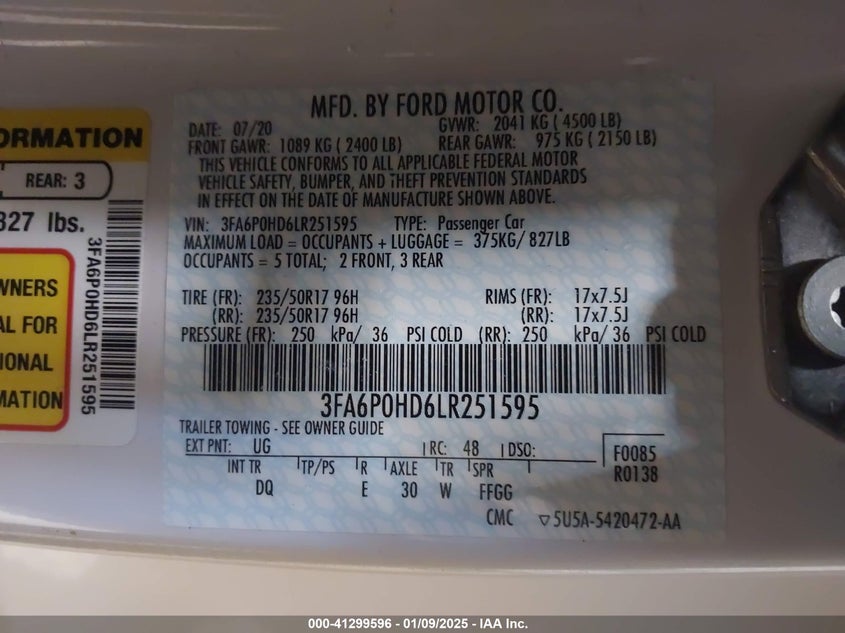 ORMATION
REAR: 3
827 lbs.
WNERS
AL FOR
IONAL
MATION
3FA6P0HD6LR251595
MFD. BY FORD MOTOR CO.
DATE: 07/20 GVWR: 2041 KG ( 4500 LB)
FRONT GAWR: 1089 KG ( 2400 LB) REAR GAWR: 975 KG ( 2150 LB)
THIS VEHICLE CONFORMS TO ALL APPLICABLE FEDERAL MOTOR
VEHICLE SAFETY, BUMPER, AND THEFT PREVENTION STANDARDS
IN EFFECT ON THE DATE OF MANUFACTURE SHOWN ABOVE.
VIN: 3FA6P0HD6LR251595 TYPE: Passenger Car
MAXIMUM LOAD = OCCUPANTS + LUGGAGE = 375KG/ 827LB
OCCUPANTS = 5 TOTAL; 2 FRONT, 3 REAR
TIRE (FR): 235/50R17 96H RIMS (FR): 17x7.5J
(RR): 235/50R17 96H (RR): 17x7.5J
PRESSURE (FR): 250 kPa/ 36 PSI COLD (RR): 250 kPa/ 36 PSI COLD
3FA6P0HD6LR251595
TRAILER TOWING - SEE OWNER GUIDE
EXT PNT: UG RC: 48 DSO: F0085
INT TR TP/PS R AXLE TR SPR R0138
DQ E 30 W FFGG
CMC 5U5A-5420472-AA
000-41299596 - 01/09/2025 - IAA Inc.